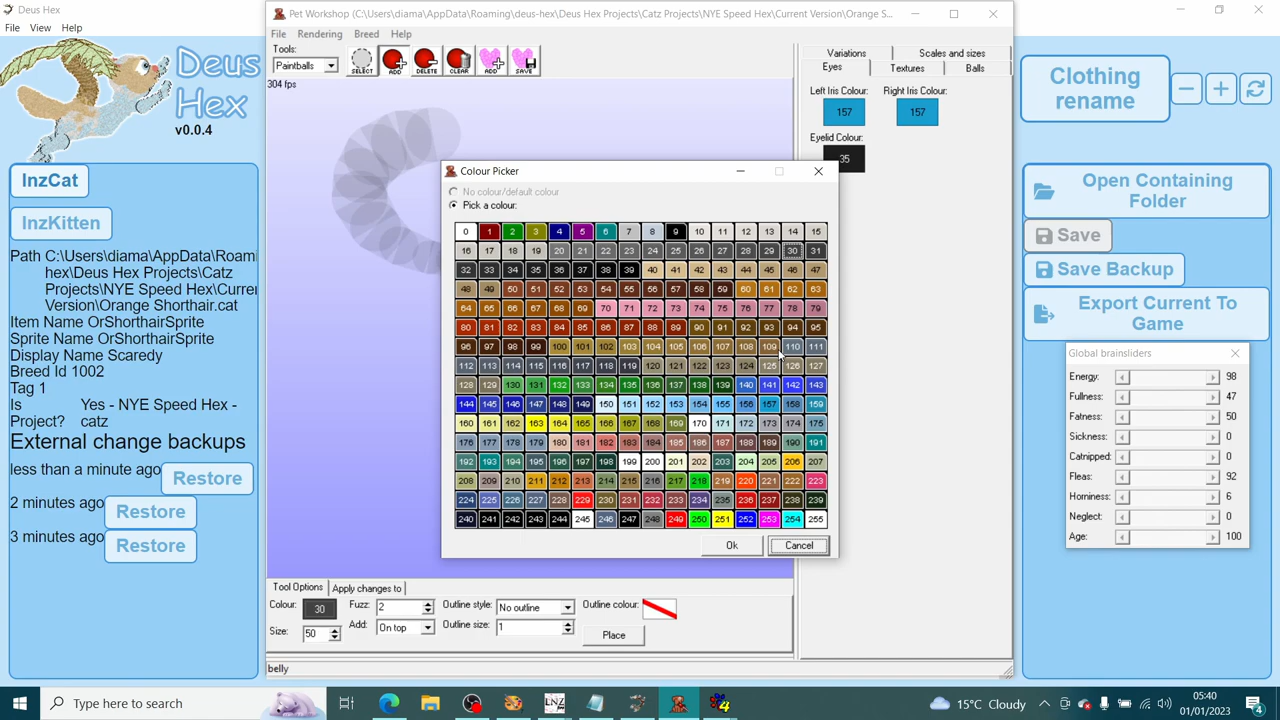 Deus Hex
File View Help
Deus
Hex
v0.0.4
InzCat
InzKitten
Path C:\Users\diama\AppData\Roami
hex\Deus Hex Projects\Catz
Projects\NYE Speed Hex\Current
Version\Orange Shorthair.cat
Item Name OrShorthairSprite
Sprite Name OrShorthairSprite
Display Name Scaredy
Breed Id 1002
Tag 1
Is Yes - NYE Speed Hex -
Project? catz
External change backups
less than a minute ago Restore
2 minutes ago Restore
3 minutes ago Restore
Pet Workshop (C:\Users\diama\AppData\Roaming\deus-hex\Deus Hex Projects\Catz Projects\NYE Speed Hex\Current Version\Orange S...
File Rendering Breed Help
Tools:
Paintballs
SELECT ADD DELETE CLEAR ADD SAVE
304 fps
Variations Scales and sizes
Eyes Textures Balls
Left Iris Colour: Right Iris Colour:
157 157
Eyelid Colour:
35
Colour Picker
No colour/default colour
Pick a colour:
0 1 2 3 4 5 6 7 8 9 10 11 12 13 14 15
16 17 18 19 20 21 22 23 24 25 26 27 28 29 30 31
32 33 34 35 36 37 38 39 40 41 42 43 44 45 46 47
48 49 50 51 52 53 54 55 56 57 58 59 60 61 62 63
64 65 66 67 68 69 70 71 72 73 74 75 76 77 78 79
80 81 82 83 84 85 86 87 88 89 90 91 92 93 94 95
96 97 98 99 100 101 102 103 104 105 106 107 108 109 110 111
112 113 114 115 116 117 118 119 120 121 122 123 124 125 126 127
128 129 130 131 132 133 134 135 136 137 138 139 140 141 142 143
144 145 146 147 148 149 150 151 152 153 154 155 156 157 158 159
160 161 162 163 164 165 166 167 168 169 170 171 172 173 174 175
176 177 178 179 180 181 182 183 184 185 186 187 188 189 190 191
192 193 194 195 196 197 198 199 200 201 202 203 204 205 206 207
208 209 210 211 212 213 214 215 216 217 218 219 220 221 222 223
224 225 226 227 228 229 230 231 232 233 234 235 236 237 238 239
240 241 242 243 244 245 246 247 248 249 250 251 252 253 254 255
Ok Cancel
Tool Options Apply changes to
Colour: 30 Fuzz: 2 Outline style: No outline Outline colour:
Size: 50 Add: On top Outline size: 1 Place
belly
Clothing
rename
Open Containing
Folder
Save
Save Backup
Export Current To
Game
Global brainsliders
Energy: 98
Fullness: 47
Fatness: 50
Sickness: 0
Catnipped: 0
Fleas: 92
Horniness: 6
Neglect: 0
Age: 100
Type here to search
LNZ
4
15°C Cloudy
05:40
01/01/2023
4